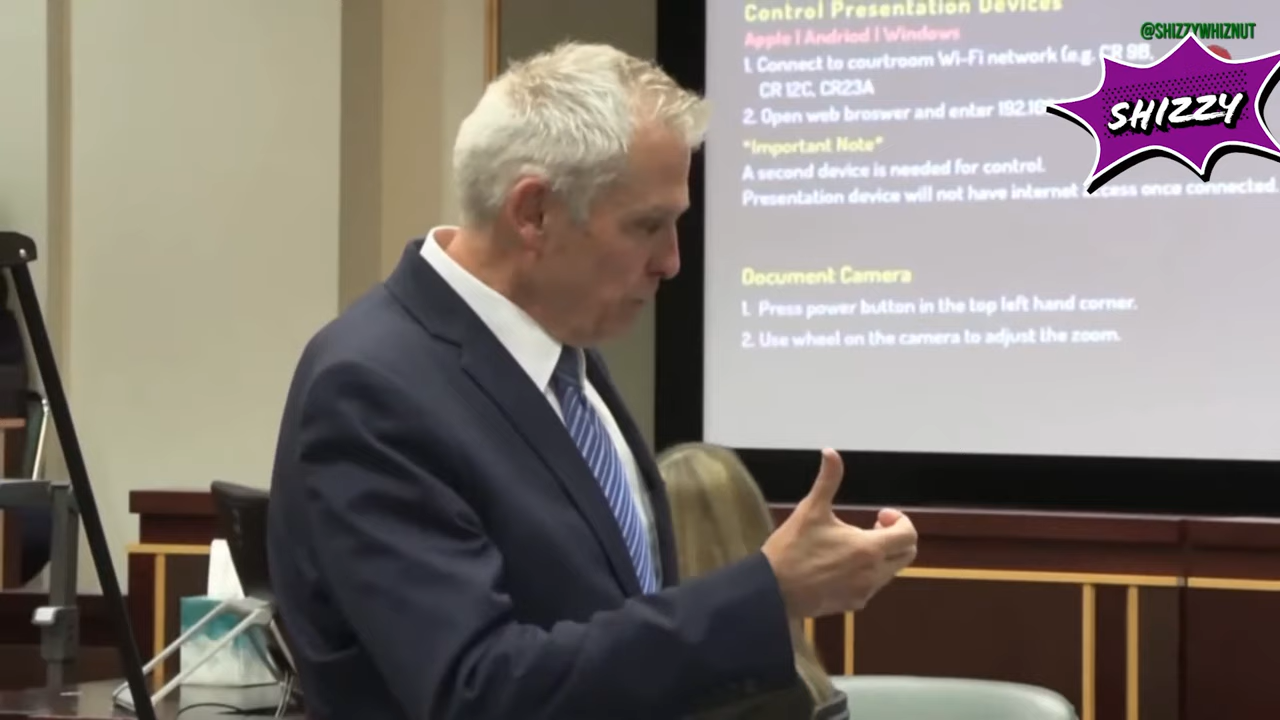 Control Presentation Devices
@SHIZZYWHIZNUT
Apple | Andriod | Windows
1. Connect to courtroom Wi-Fi network (e.g. CR 9B,
CR 12C, CR23A
SHIZZY
2. Open web broswer and enter
*Important Note*
A second device is needed for control.
Presentation device will not have internet access once connected.
Document Camera
1. Press power button in the top left hand corner.
2. Use wheel on the camera to adjust the zoom.